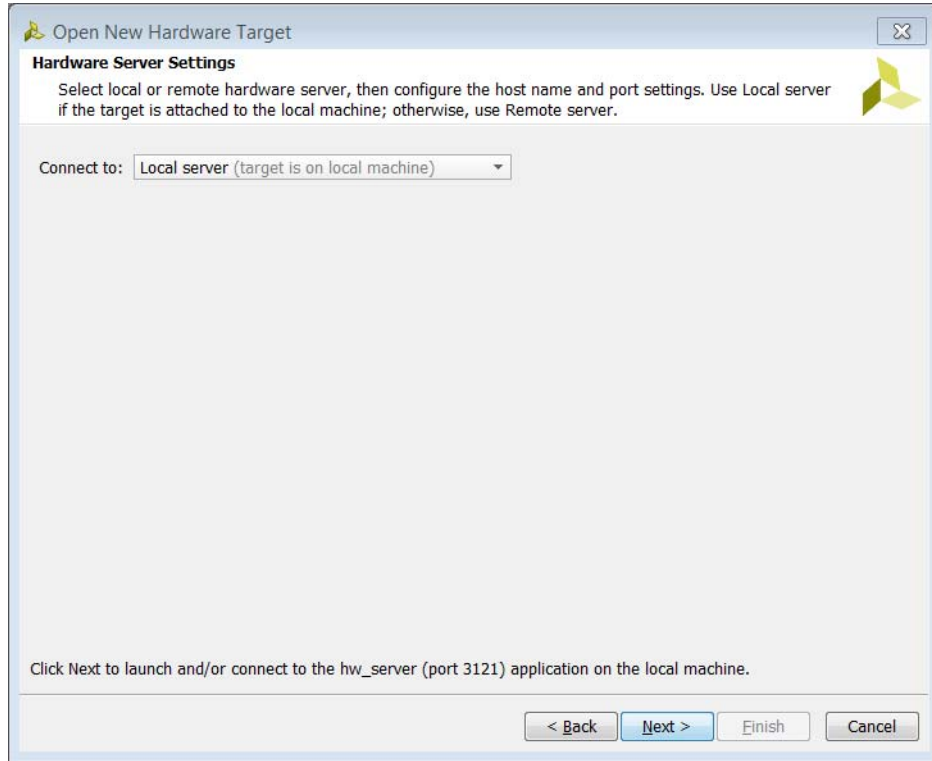 Open New Hardware Target
Hardware Server Settings
Select local or remote hardware server, then configure the host name and port settings. Use Local server
if the target is attached to the local machine; otherwise, use Remote server.
Connect to: Local server (target is on local machine)
Click Next to launch and/or connect to the hw_server (port 3121) application on the local machine.
< Back Next > Finish Cancel